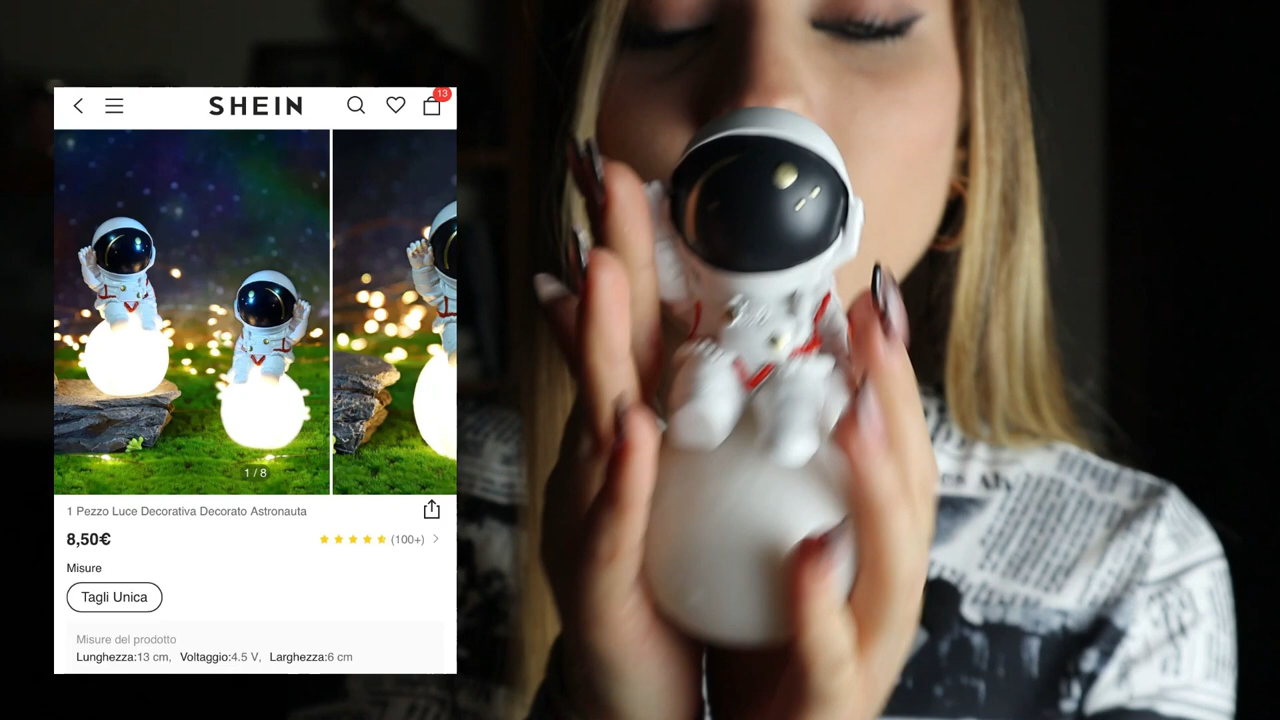 SHEIN
13
1 / 8
1 Pezzo Luce Decorativa Decorato Astronauta
8,50€
(100+)
Misure
Tagli Unica
Misure del prodotto
Lunghezza:13 cm, Voltaggio:4.5 V, Larghezza:6 cm